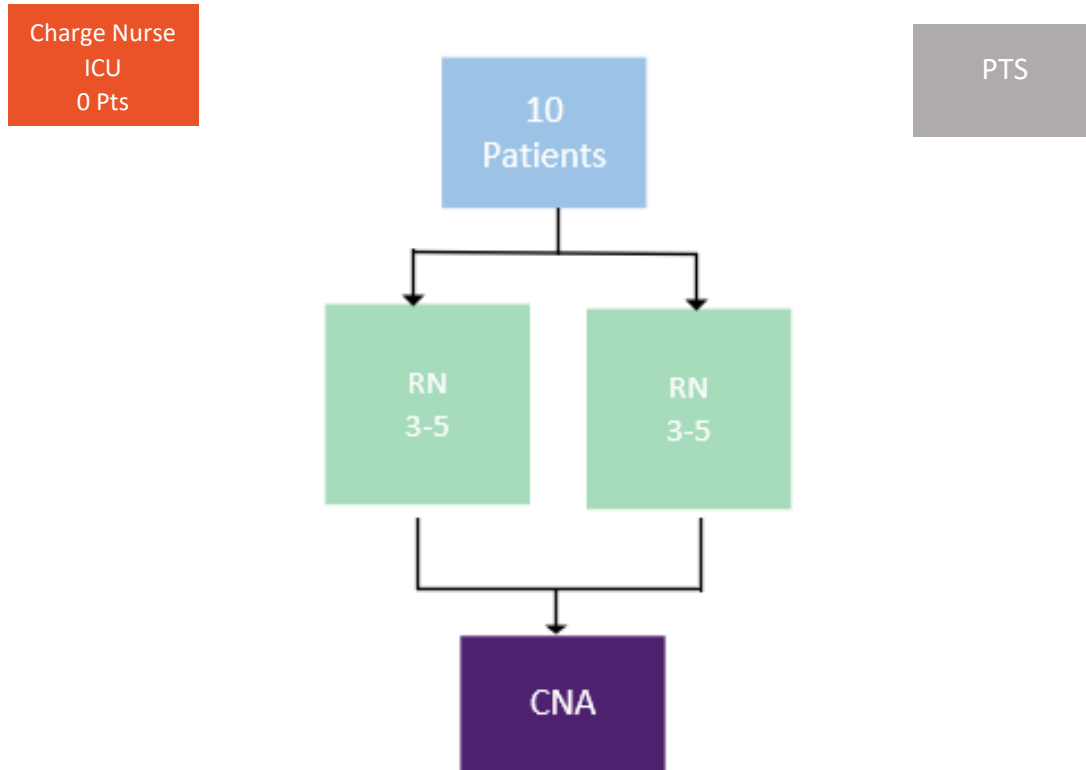 Charge Nurse
ICU
0 Pts
PTS
10
Patients
RN
3-5
RN
3-5
CNA